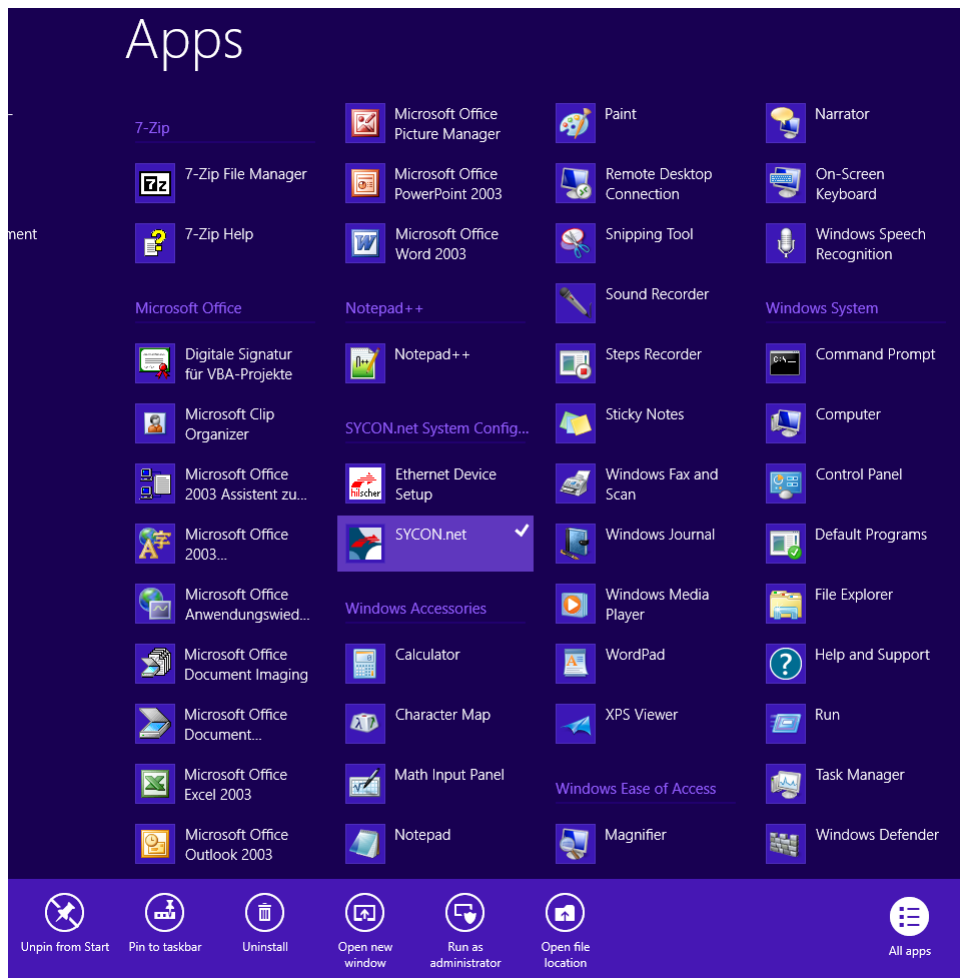 Apps
ment
7-Zip
7z
7-Zip File Manager
7-Zip Help
Microsoft Office
Digitale Signatur
für VBA-Projekte
Microsoft Clip
Organizer
Microsoft Office
2003 Assistent zu...
Microsoft Office
2003...
Microsoft Office
Anwendungswied...
Microsoft Office
Document Imaging
Microsoft Office
Document...
Microsoft Office
Excel 2003
Microsoft Office
Outlook 2003
Microsoft Office
Picture Manager
Microsoft Office
PowerPoint 2003
Microsoft Office
Word 2003
Notepad++
Notepad++
SYCON.net System Config...
hilscher
Ethernet Device
Setup
SYCON.net
Windows Accessories
Calculator
Character Map
Math Input Panel
Notepad
Paint
Remote Desktop
Connection
Snipping Tool
Sound Recorder
Steps Recorder
Sticky Notes
Windows Fax and
Scan
Windows Journal
Windows Media
Player
WordPad
XPS Viewer
Windows Ease of Access
Magnifier
Narrator
On-Screen
Keyboard
Windows Speech
Recognition
Windows System
Command Prompt
Computer
Control Panel
Default Programs
File Explorer
Help and Support
Run
Task Manager
Windows Defender
Unpin from Start
Pin to taskbar
Uninstall
Open new
window
Run as
administrator
Open file
location
All apps